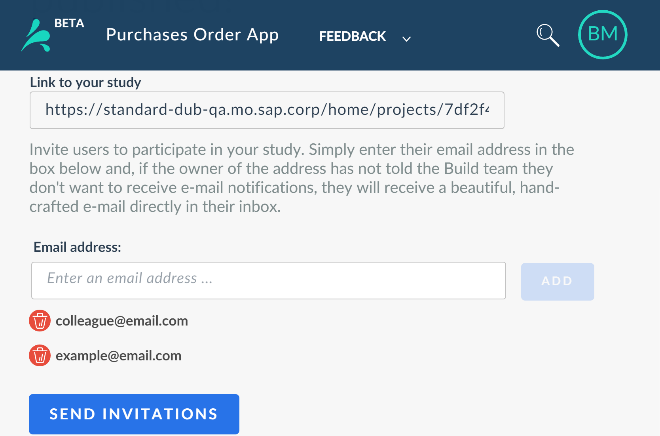 BETA
Purchases Order App
FEEDBACK
BM
Link to your study
https://standard-dub-qa.mo.sap.corp/home/projects/7df2f4
Invite users to participate in your study. Simply enter their email address in the
box below and, if the owner of the address has not told the Build team they
don't want to receive e-mail notifications, they will receive a beautiful, hand-
crafted e-mail directly in their inbox.
Email address:
Enter an email address ...
ADD
colleague@email.com
example@email.com
SEND INVITATIONS